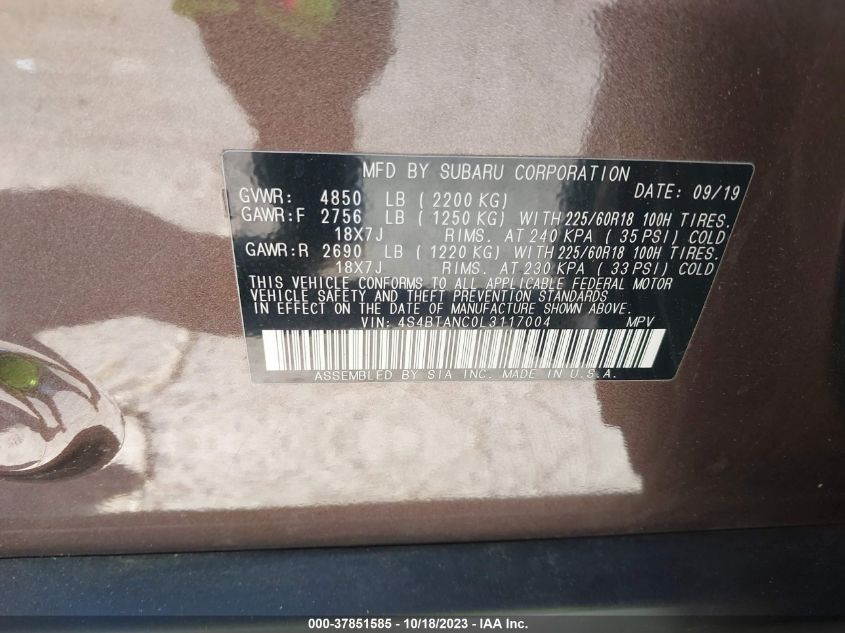 MFD BY SUBARU CORPORATION
GVWR: 4850 LB ( 2200 KG) DATE: 09/19
GAWR:F 2756 LB ( 1250 KG) WITH 225/60R18 100H TIRES.
18X7J RIMS. AT 240 KPA ( 35 PSI) COLD
GAWR:R 2690 LB ( 1220 KG) WITH 225/60R18 100H TIRES.
18X7J RIMS. AT 230 KPA ( 33 PSI) COLD
THIS VEHICLE CONFORMS TO ALL APPLICABLE FEDERAL MOTOR
VEHICLE SAFETY AND THEFT PREVENTION STANDARDS
IN EFFECT ON THE DATE OF MANUFACTURE SHOWN ABOVE.
VIN: 4S4BTANC0L3117004 MPV
ASSEMBLED BY SIA INC. MADE IN U.S.A.
000-37851585 - 10/18/2023 - IAA Inc.